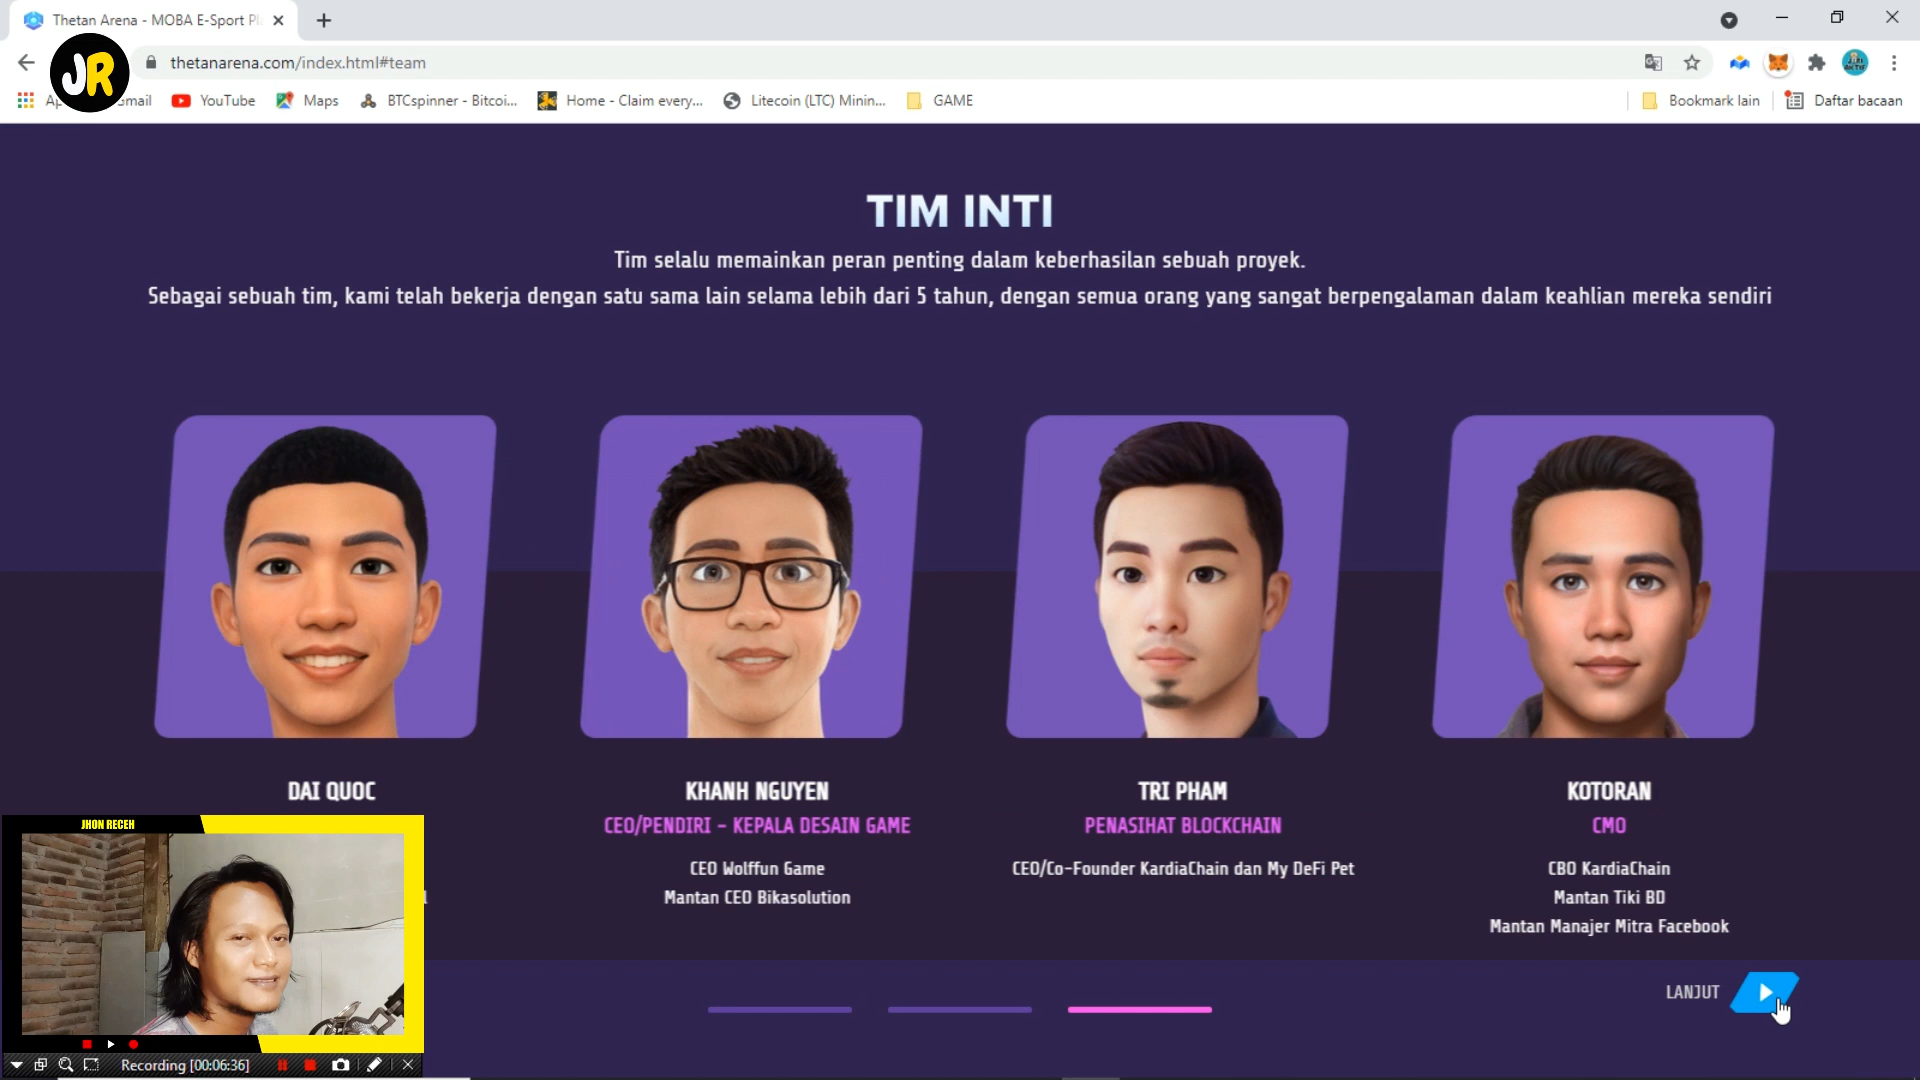 Thetan Arena - MOBA E-Sport Pl
thetanarena.com/index.html#team
JR
Gmail
YouTube
Maps
BTCspinner - Bitcoi...
Home - Claim every...
Litecoin (LTC) Minin...
GAME
Bookmark lain
Daftar bacaan
TIM INTI
Tim selalu memainkan peran penting dalam keberhasilan sebuah proyek.
Sebagai sebuah tim, kami telah bekerja dengan satu sama lain selama lebih dari 5 tahun, dengan semua orang yang sangat berpengalaman dalam keahlian mereka sendiri
DAI QUOC
KHANH NGUYEN
CEO/PENDIRI – KEPALA DESAIN GAME
CEO Wolffun Game
Mantan CEO Bikasolution
TRI PHAM
PENASIHAT BLOCKCHAIN
CEO/Co-Founder KardiaChain dan My DeFi Pet
KOTORAN
CMO
CBO KardiaChain
Mantan Tiki BD
Mantan Manajer Mitra Facebook
JHON RECEH
LANJUT
Recording [00:06:36]